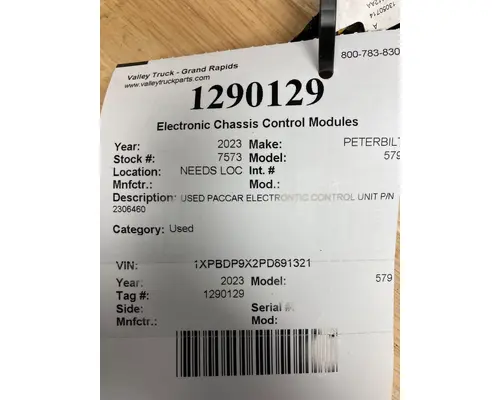 13050714
Valley Truck - Grand Rapids
www.valleytruckparts.com
800-783-830
1290129
Electronic Chassis Control Modules
Year: 2023 Make: PETERBILT
Stock #: 7573 Model: 579
Location: NEEDS LOC Int. #
Mnfctr.: Mod.:
Description: USED PACCAR ELECTRONTIC CONTROL UNIT P/N
2306460
Category: Used
VIN: 1XPBDP9X2PD891321
Year: 2023 Model: 579
Tag #: 1290129
Side: Serial #:
Mnfctr.: Mod: